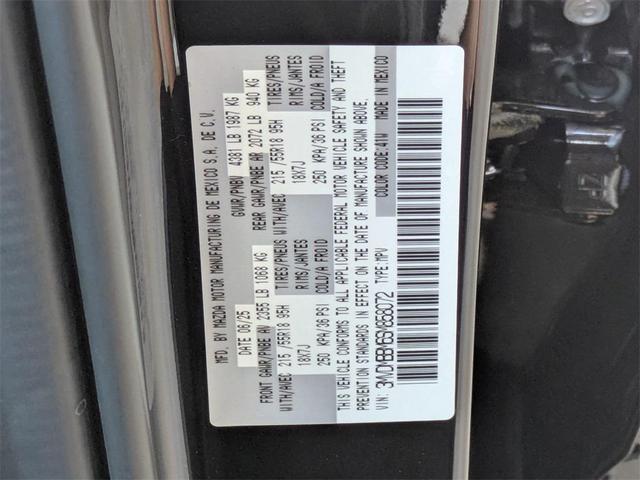 MFD. BY MAZDA MOTOR MANUFACTURING DE MEXICO S.A. DE C.V.
DATE 06/25 GVWR/PNBV 4381 LB 1987 KG
FRONT GAWR/PNBE AV 2355 LB 1068 KG REAR GAWR/PNBE AR 2072 LB 940 KG
WITH/AVEC 215 /55R18 95H TIRES/PNEUS WITH/AVEC 215 /55R18 95H TIRES/PNEUS
18X7J RIMS/JANTES 18X7J RIMS/JANTES
250 KPA/36 PSI COLD/A FROID 250 KPA/36 PSI COLD/A FROID
THIS VEHICLE CONFORMS TO ALL APPLICABLE FEDERAL MOTOR VEHICLE SAFETY AND THEFT
PREVENTION STANDARDS IN EFFECT ON THE DATE OF MANUFACTURE SHOWN ABOVE.
VIN: TYPE: MPV COLOR CODE: 41W MADE IN MEXICO